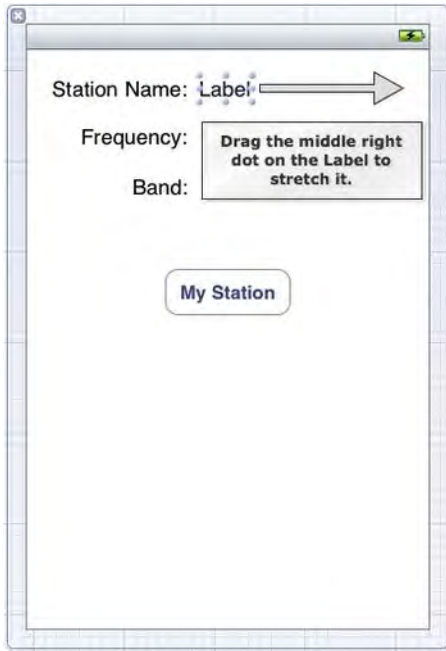 Station Name: Label
Frequency:
Drag the middle right
dot on the Label to
stretch it.
Band:
My Station